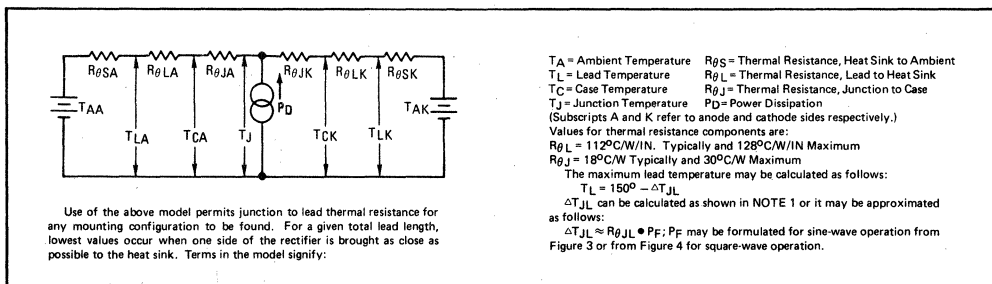 RθSA RθLA RθJA RθJK RθLK RθSK
TAA PD TAK
TLA TCA TJ TCK TLK
Use of the above model permits junction to lead thermal resistance for
any mounting configuration to be found. For a given total lead length,
lowest values occur when one side of the rectifier is brought as close as
possible to the heat sink. Terms in the model signify:
TA = Ambient Temperature RθS = Thermal Resistance, Heat Sink to Ambient
TL = Lead Temperature RθL = Thermal Resistance, Lead to Heat Sink
TC = Case Temperature RθJ = Thermal Resistance, Junction to Case
TJ = Junction Temperature PD = Power Dissipation
(Subscripts A and K refer to anode and cathode sides respectively.)
Values for thermal resistance components are:
RθL = 112°C/W/IN. Typically and 128°C/W/IN Maximum
RθJ = 18°C/W Typically and 30°C/W Maximum
The maximum lead temperature may be calculated as follows:
TL = 150° – △TJL
△TJL can be calculated as shown in NOTE 1 or it may be approximated
as follows:
△TJL ≈ RθJL ● PF; PF may be formulated for sine-wave operation from
Figure 3 or from Figure 4 for square-wave operation.